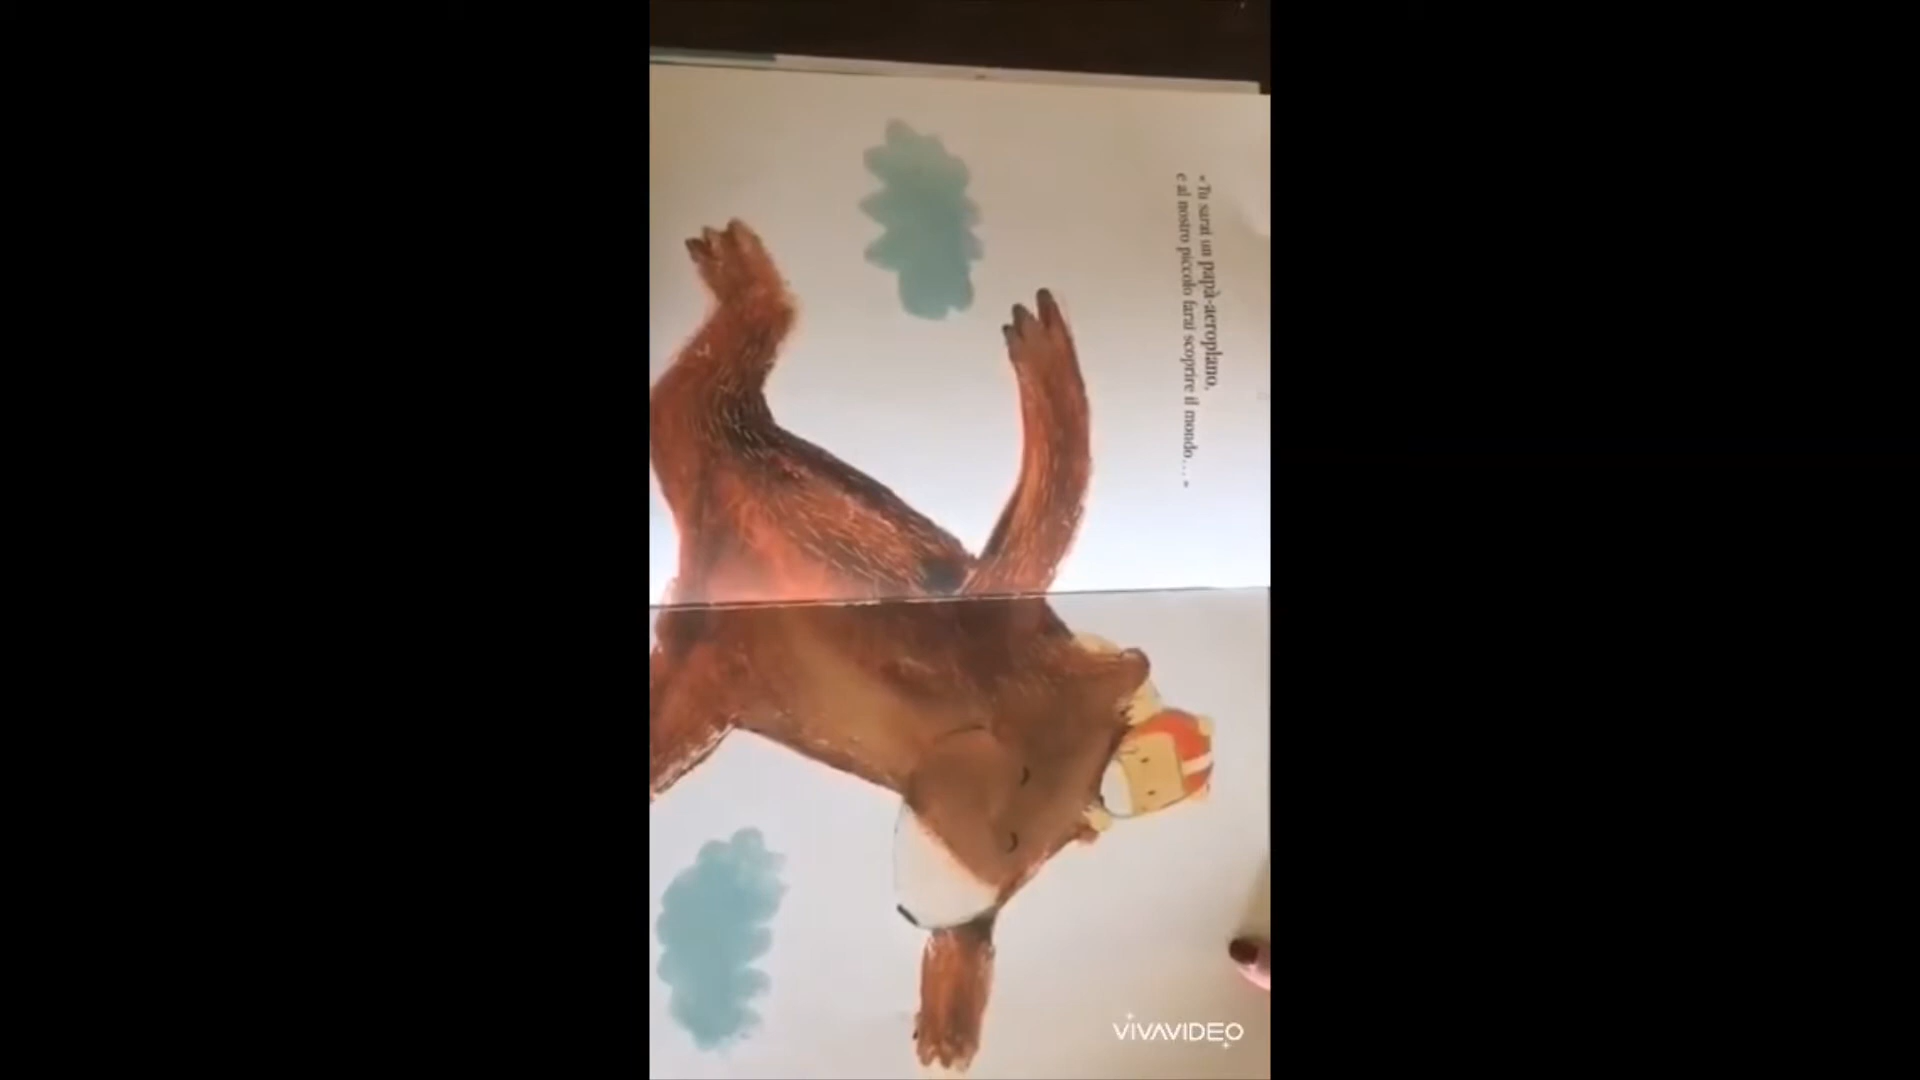 «Tu sarai un papà-aeroplano,
e al nostro piccolo farai scoprire il mondo...»
VIVAVIDEO